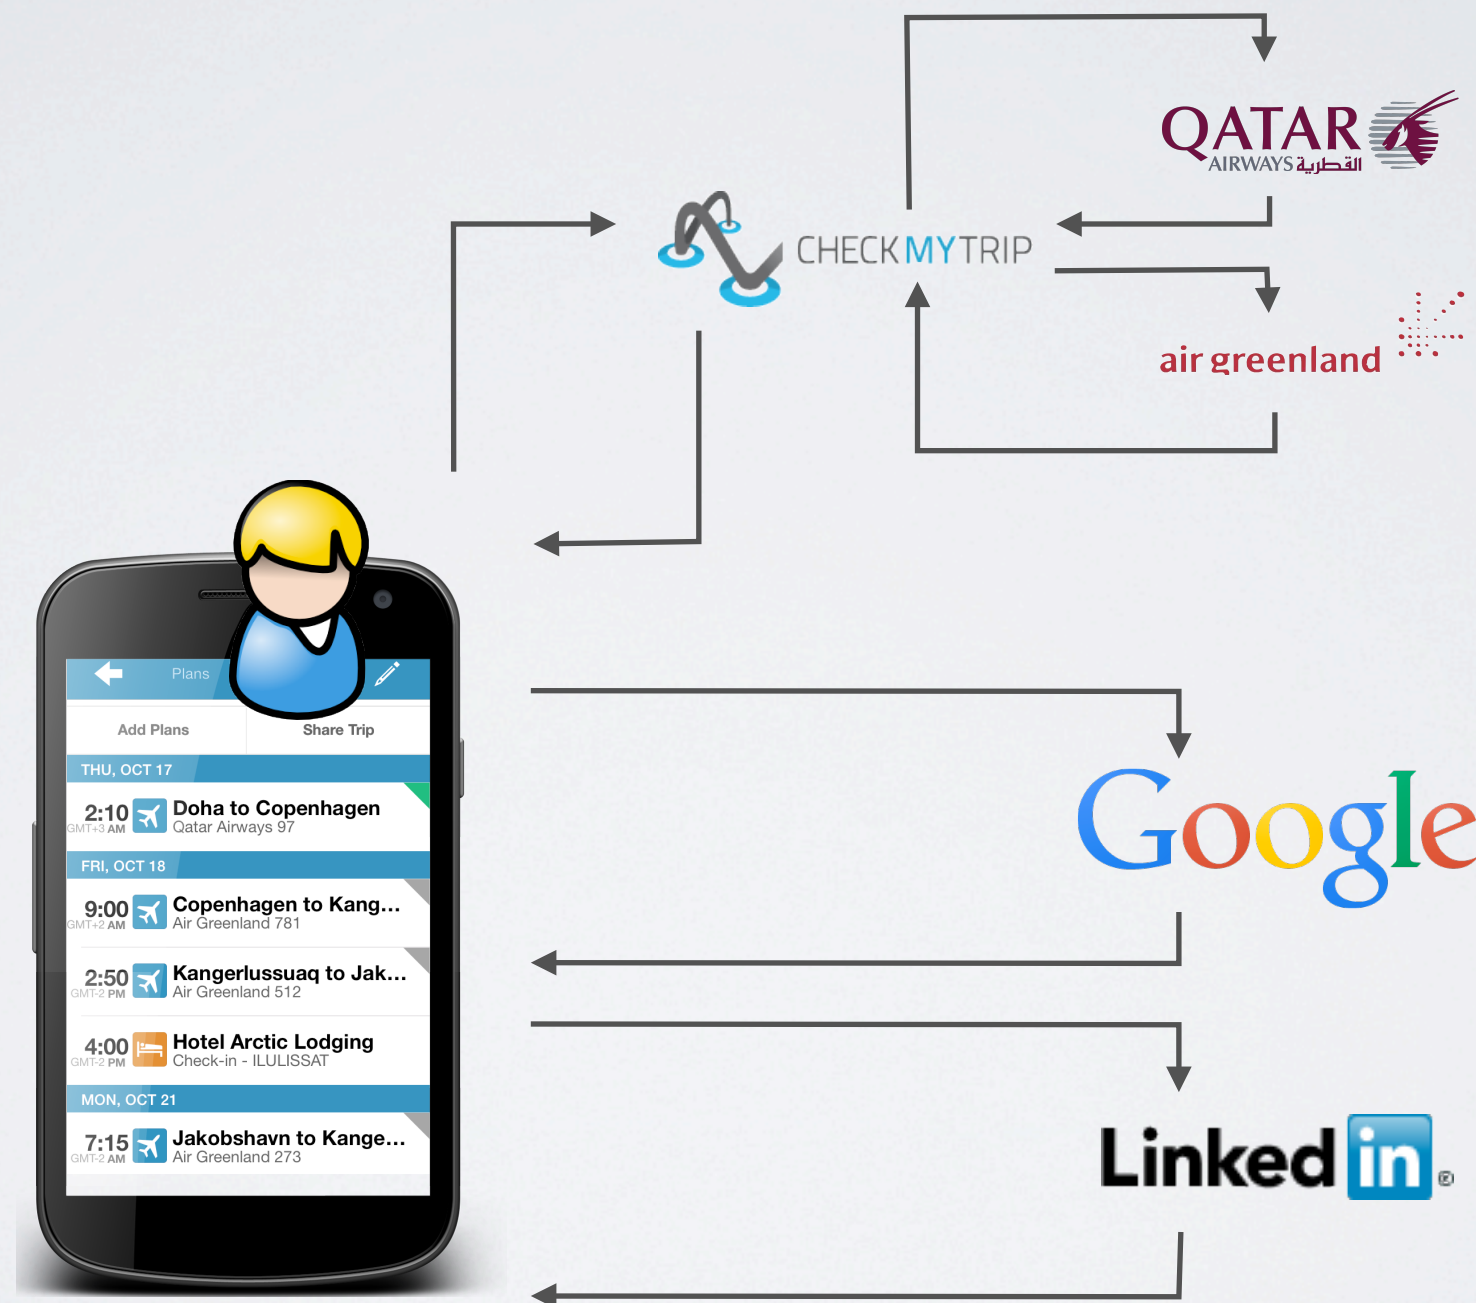 QATAR
AIRWAYS القطرية
CHECKMYTRIP
air greenland
Plans
Add Plans
Share Trip
THU, OCT 17
2:10 Doha to Copenhagen
GMT+3 AM Qatar Airways 97
FRI, OCT 18
9:00 Copenhagen to Kang...
GMT+2 AM Air Greenland 781
2:50 Kangerlussuaq to Jak...
GMT-2 PM Air Greenland 512
4:00 Hotel Arctic Lodging
GMT-2 PM Check-in - ILULISSAT
MON, OCT 21
7:15 Jakobshavn to Kange...
GMT-2 AM Air Greenland 273
Google
Linked in ®